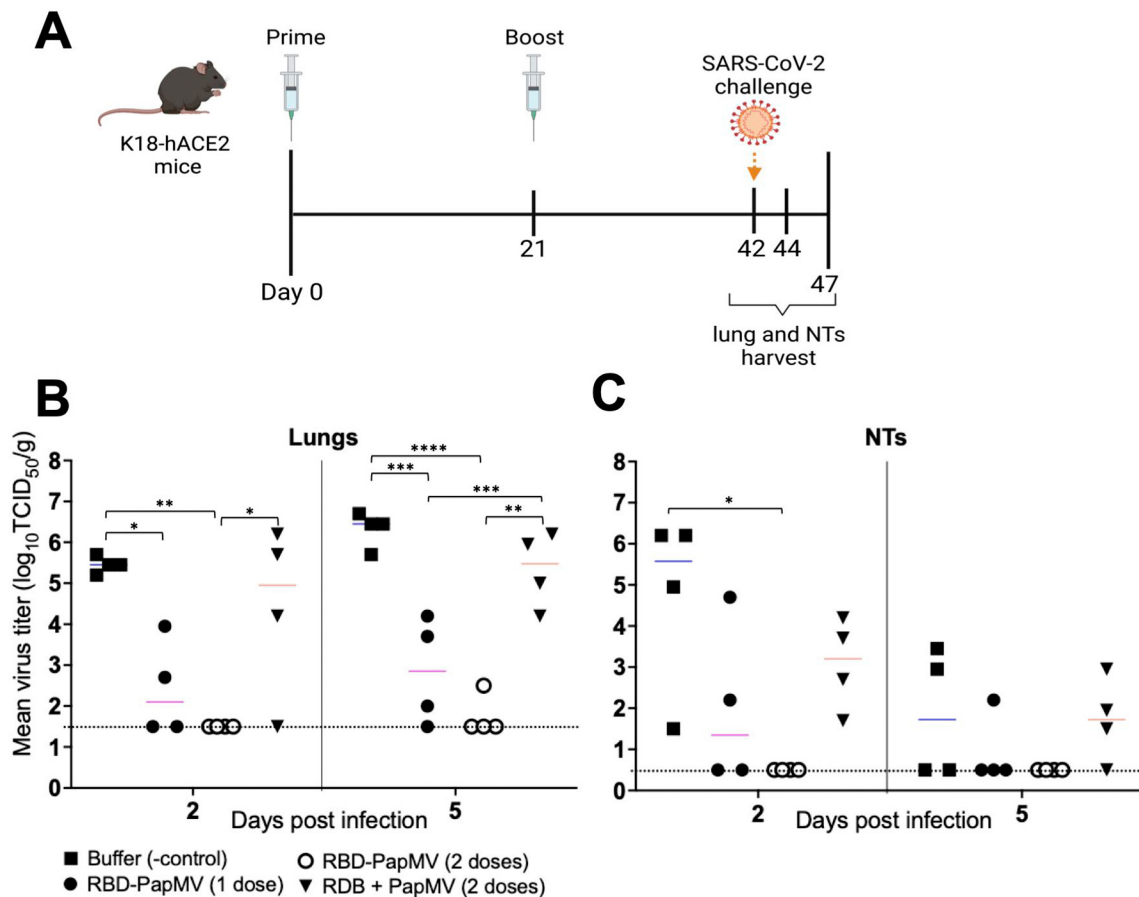 A
Prime
Boost
SARS-CoV-2
challenge
K18-hACE2
mice
21
42 44
Day 0
47
lung and NTs
harvest
B
Lungs
Mean virus titer (log₁₀TCID₅₀/g)
8
7
6
5
4
3
2
1
0
**
*
*
****
***
***
**
2
5
Days post infection
C
NTs
8
7
6
5
4
3
2
1
0
*
2
5
Days post infection
Buffer (-control)
RBD-PapMV (1 dose)
RBD-PapMV (2 doses)
RDB + PapMV (2 doses)